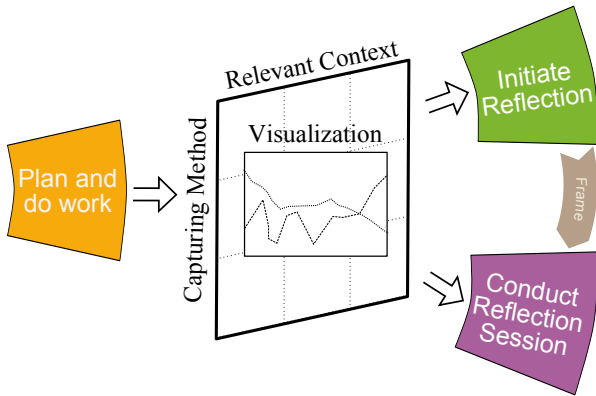 Plan and
do work
Capturing Method
Relevant Context
Visualization
Initiate
Reflection
Frame
Conduct
Reflection
Session